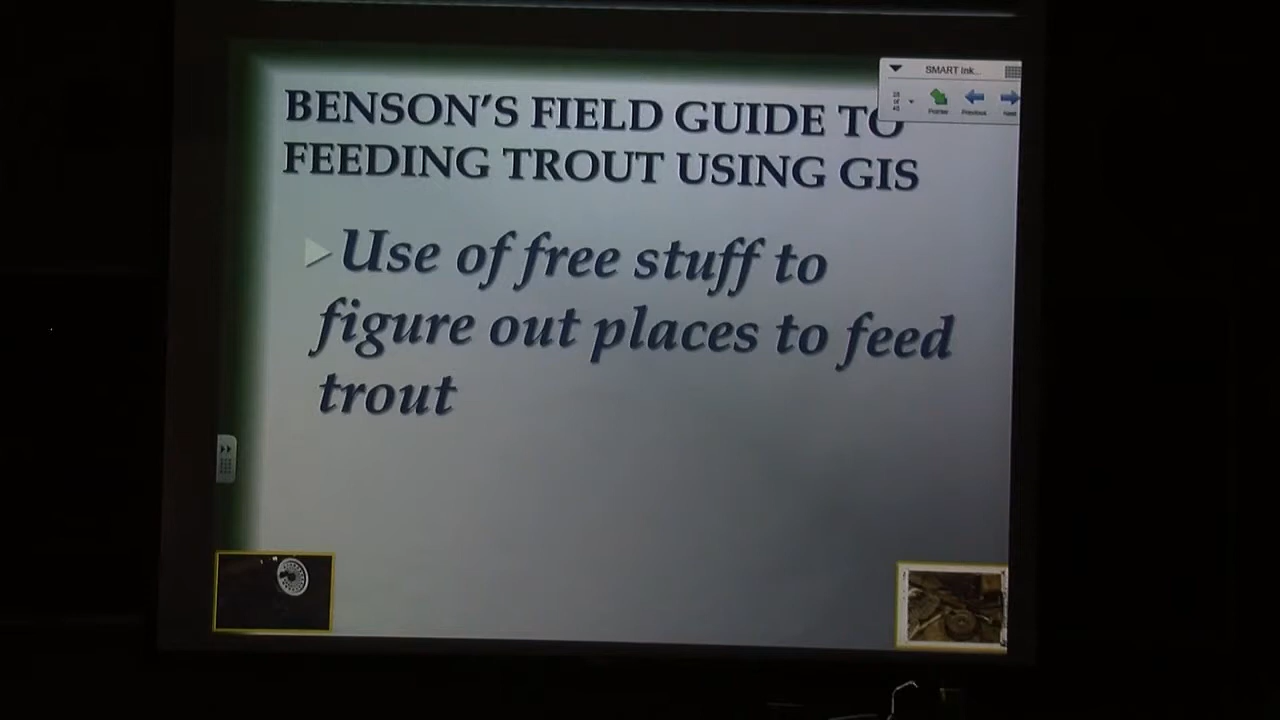 BENSON'S FIELD GUIDE TO
FEEDING TROUT USING GIS
Use of free stuff to
figure out places to feed
trout
SMART Ink...
Pointer
Previous
Next